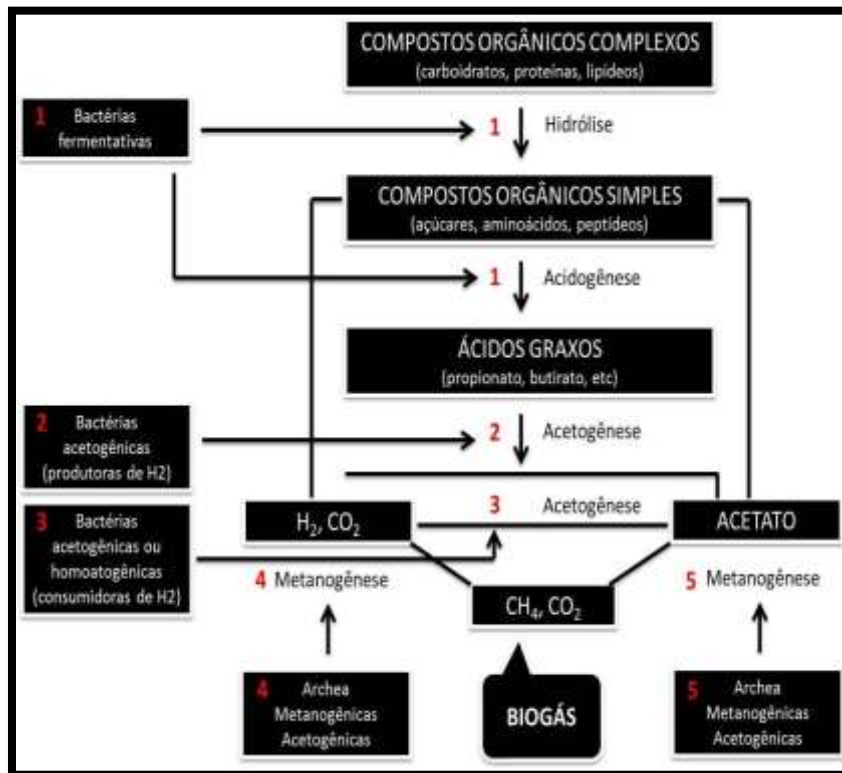 COMPOSTOS ORGÂNICOS COMPLEXOS
(carboidratos, proteínas, lipídeos)
1 Bactérias
fermentativas
1 Hidrólise
COMPOSTOS ORGÂNICOS SIMPLES
(açúcares, aminoácidos, peptídeos)
1 Acidogênese
ÁCIDOS GRAXOS
(propionato, butirato, etc)
2 Bactérias
acetogênicas
(produtoras de H2)
2 Acetogênese
3 Bactérias
acetogênicas ou
homoatogênicas
(consumidoras de H2)
3 Acetogênese
H₂, CO₂
ACETATO
4 Metanogênese
5 Metanogênese
CH₄, CO₂
4 Archea
Metanogênicas
Acetogênicas
BIOGÁS
5 Archea
Metanogênicas
Acetogênicas